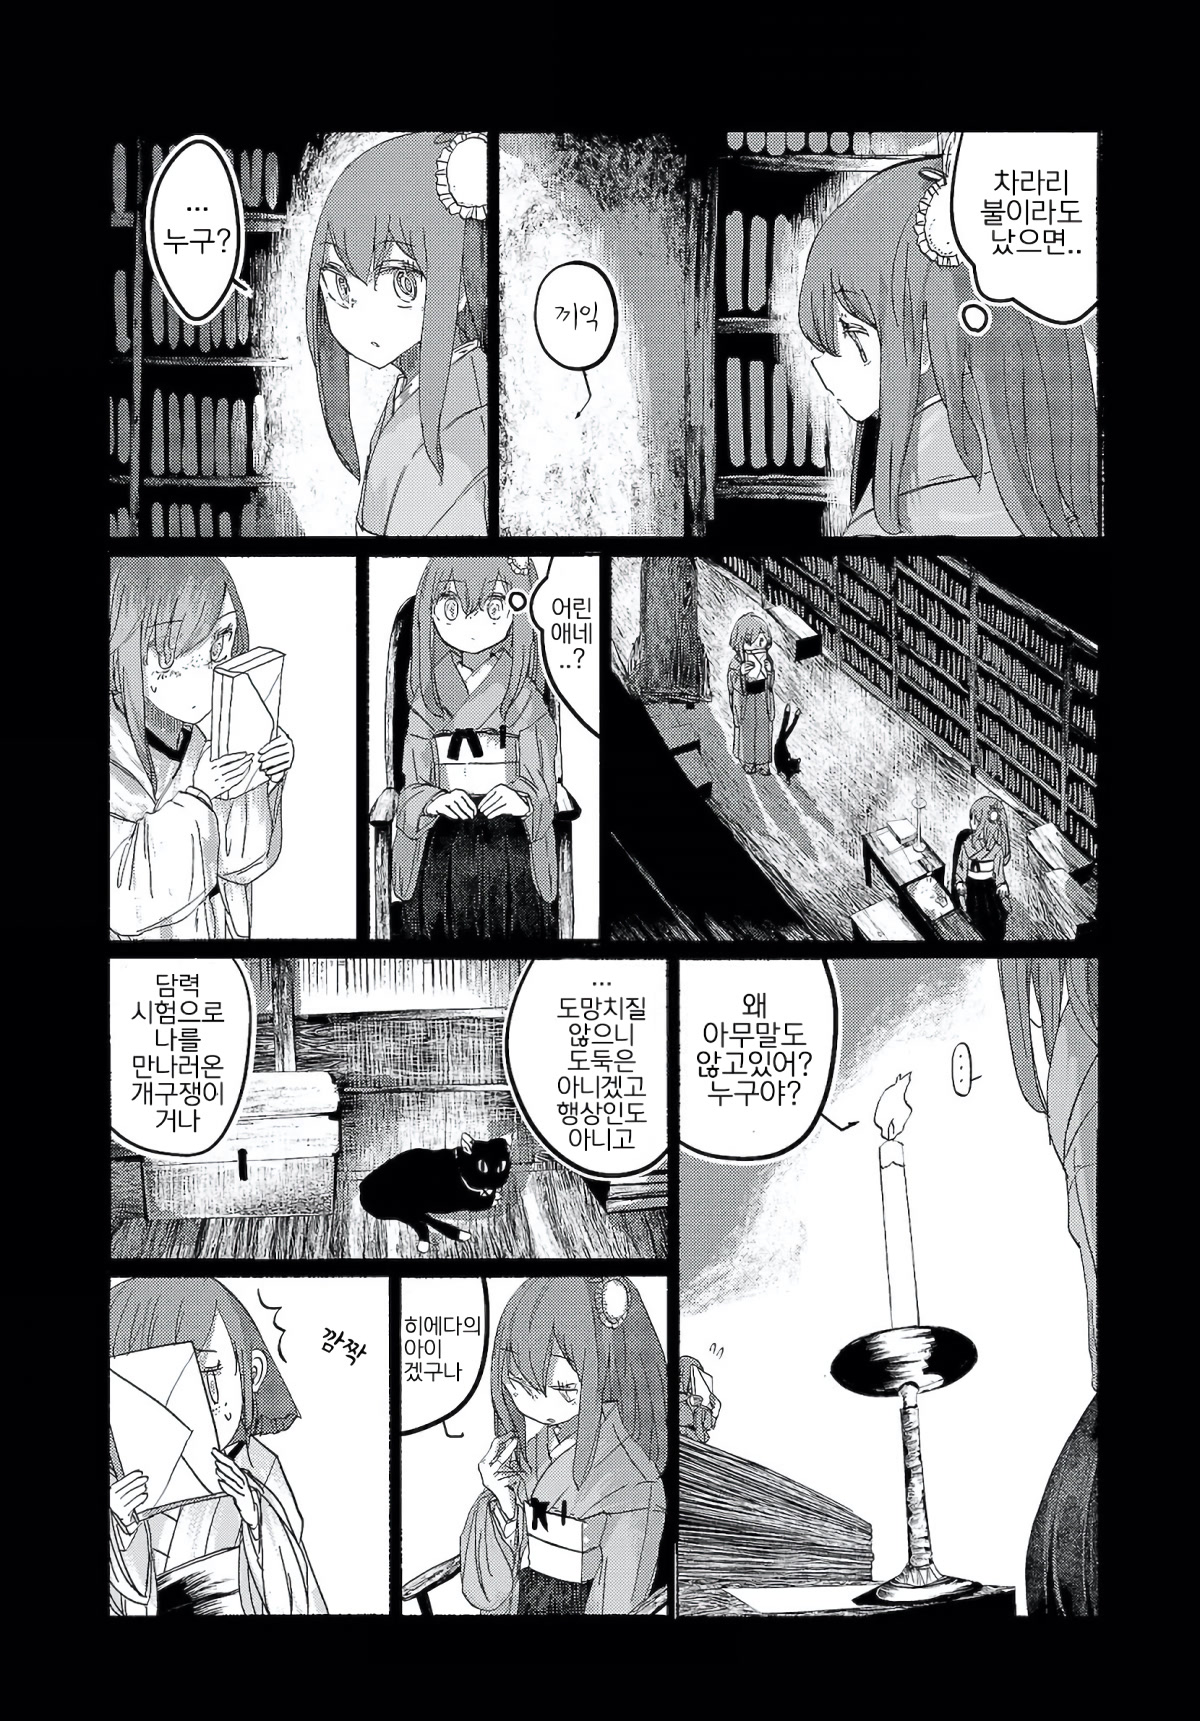 차라리
불이라도
났으면..
끼익
...
누구?
어린
애네
..?
왜
아무말도
않고있어?
누구야?
...
...
도망치질
않으니
도둑은
아니겠고
행상인도
아니고
담력
시험으로
나를
만나러온
개구쟁이
거나
히에다의
아이
겠구나
깜짝